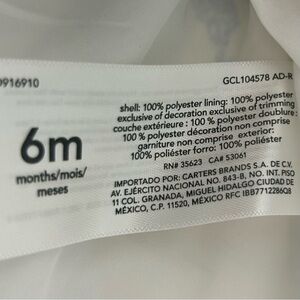 0916910
GCL104578 AD-R
6m
months/mois/
meses
shell: 100% polyester lining: 100% polyester
exclusive of decoration exclusive of trimming
couche extérieure : 100 % polyester doublure :
100 % polyester décoration non comprise
garniture non comprise exterior:
100% poliéster forro: 100% poliéster
RN# 35623 CA# 53061
IMPORTADO POR: CARTERS BRANDS S.A. DE C.V.
AV. EJÉRCITO NACIONAL NO. 843-B, NO. INT. PISO
11 COL. GRANADA, MIGUEL HIDALGO CIUDAD DE
MÉXICO, C.P. 11520, MÉXICO RFC IBB7712286Q8